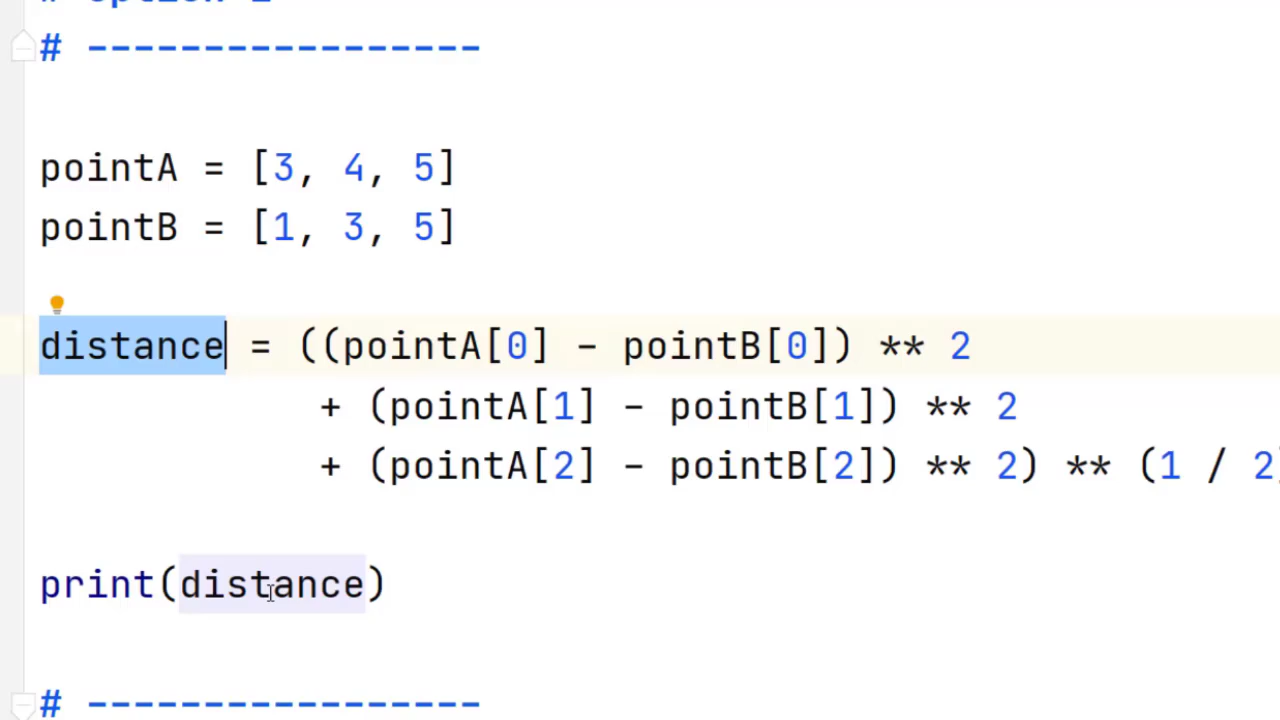 # -----------------
pointA = [3, 4, 5]
pointB = [1, 3, 5]
distance = ((pointA[0] - pointB[0]) ** 2
+ (pointA[1] - pointB[1]) ** 2
+ (pointA[2] - pointB[2]) ** 2) ** (1 / 2)
print(distance)
# -----------------